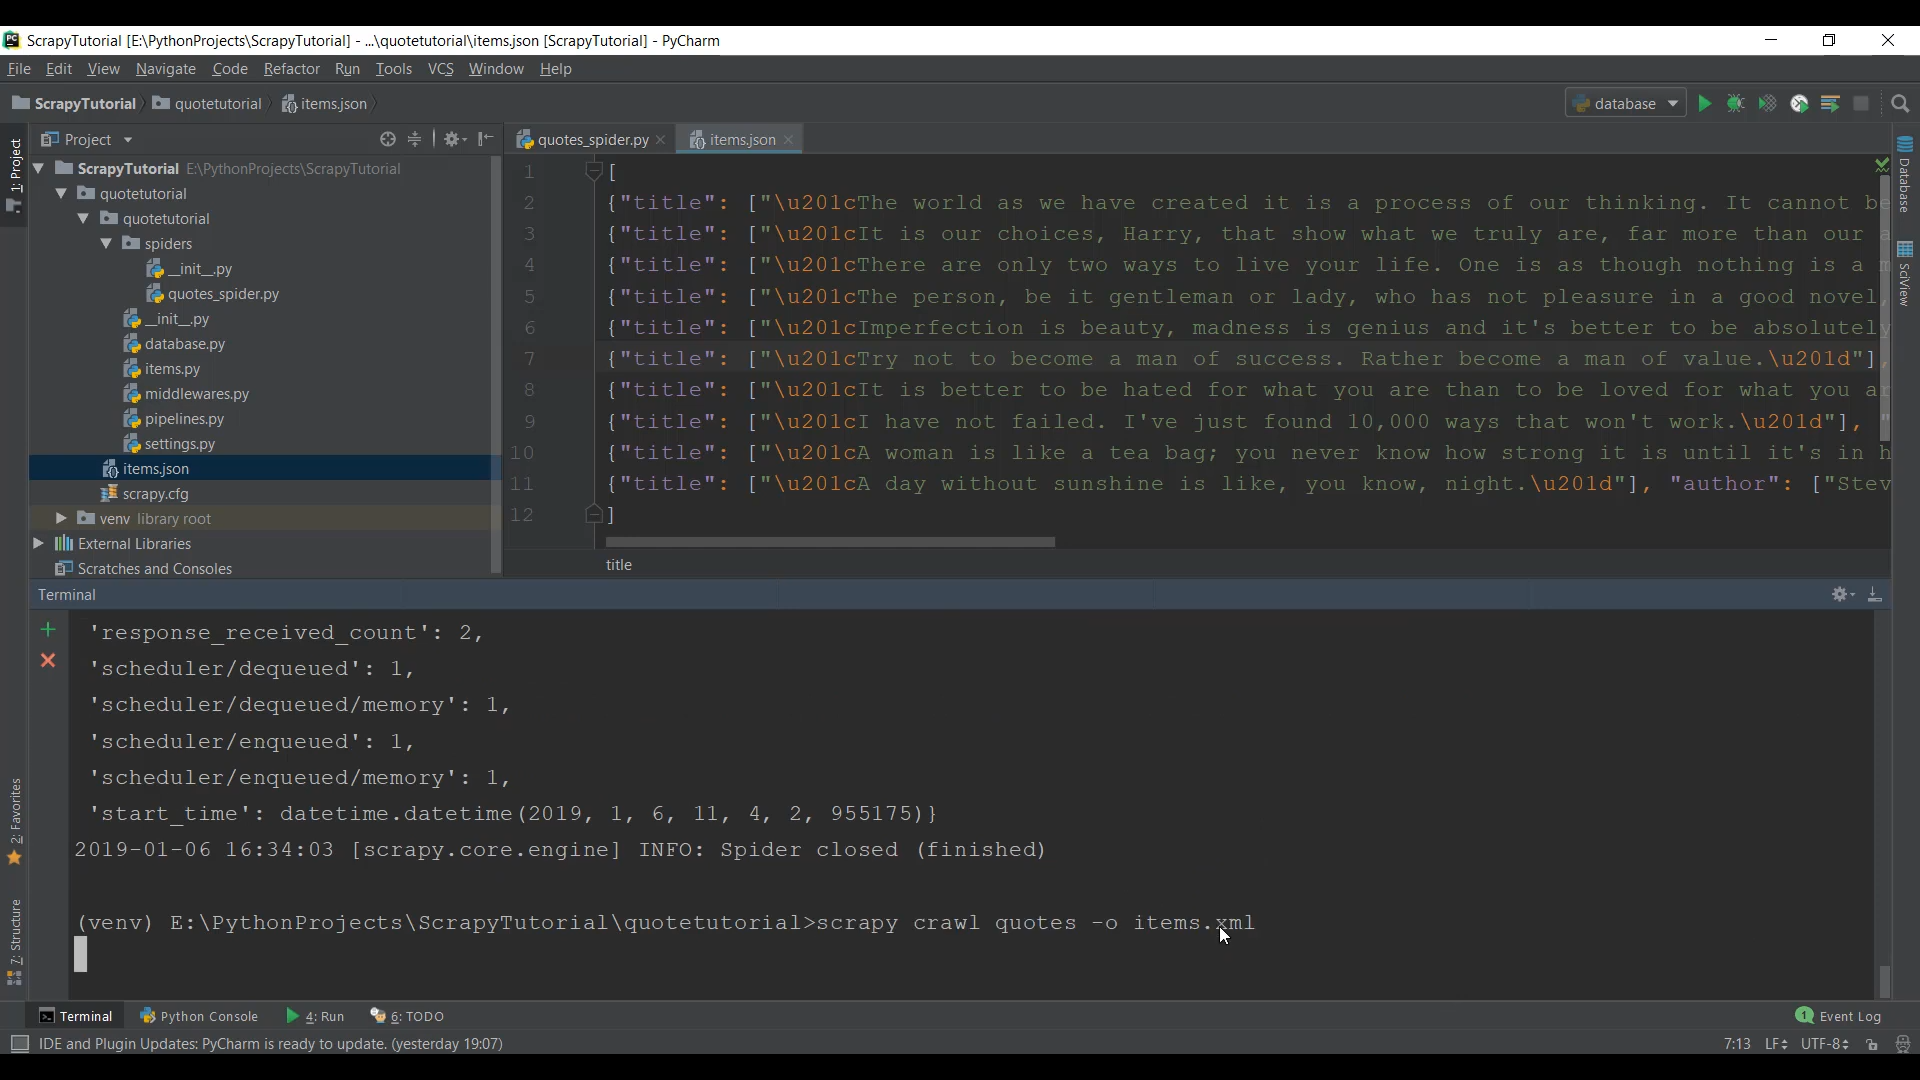 ScrapyTutorial [E:\PythonProjects\ScrapyTutorial] - ...\quotetutorial\items.json [ScrapyTutorial] - PyCharm
File Edit View Navigate Code Refactor Run Tools VCS Window Help
ScrapyTutorial quotetutorial items.json database
1: Project
Project
ScrapyTutorial E:\PythonProjects\ScrapyTutorial
quotetutorial
quotetutorial
spiders
__init__.py
quotes_spider.py
__init__.py
database.py
items.py
middlewares.py
pipelines.py
settings.py
items.json
scrapy.cfg
venv library root
External Libraries
Scratches and Consoles
quotes_spider.py items.json
1 [
2 {"title": ["\u201cThe world as we have created it is a process of our thinking. It cannot be
3 {"title": ["\u201cIt is our choices, Harry, that show what we truly are, far more than our a
4 {"title": ["\u201cThere are only two ways to live your life. One is as though nothing is a m
5 {"title": ["\u201cThe person, be it gentleman or lady, who has not pleasure in a good novel,
6 {"title": ["\u201cImperfection is beauty, madness is genius and it's better to be absolutely
7 {"title": ["\u201cTry not to become a man of success. Rather become a man of value.\u201d"],
8 {"title": ["\u201cIt is better to be hated for what you are than to be loved for what you ar
9 {"title": ["\u201cI have not failed. I've just found 10,000 ways that won't work.\u201d"], "
10 {"title": ["\u201cA woman is like a tea bag; you never know how strong it is until it's in h
11 {"title": ["\u201cA day without sunshine is like, you know, night.\u201d"], "author": ["Stev
12 ]
title
Database
SciView
Terminal
'response_received_count': 2,
'scheduler/dequeued': 1,
'scheduler/dequeued/memory': 1,
'scheduler/enqueued': 1,
'scheduler/enqueued/memory': 1,
'start_time': datetime.datetime(2019, 1, 6, 11, 4, 2, 955175)}
2019-01-06 16:34:03 [scrapy.core.engine] INFO: Spider closed (finished)
(venv) E:\PythonProjects\ScrapyTutorial\quotetutorial>scrapy crawl quotes -o items.xml
2: Favorites
7: Structure
Terminal Python Console 4: Run 6: TODO 1 Event Log
IDE and Plugin Updates: PyCharm is ready to update. (yesterday 19:07) 7:13 LF UTF-8